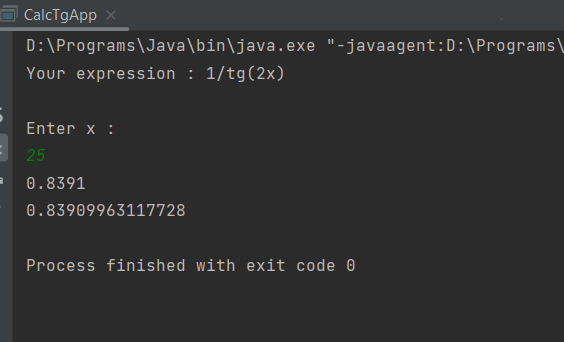 CalcTgApp
D:\Programs\Java\bin\java.exe "-javaagent:D:\Programs\
Your expression : 1/tg(2x)
Enter x :
25
0.8391
0.83909963117728
Process finished with exit code 0